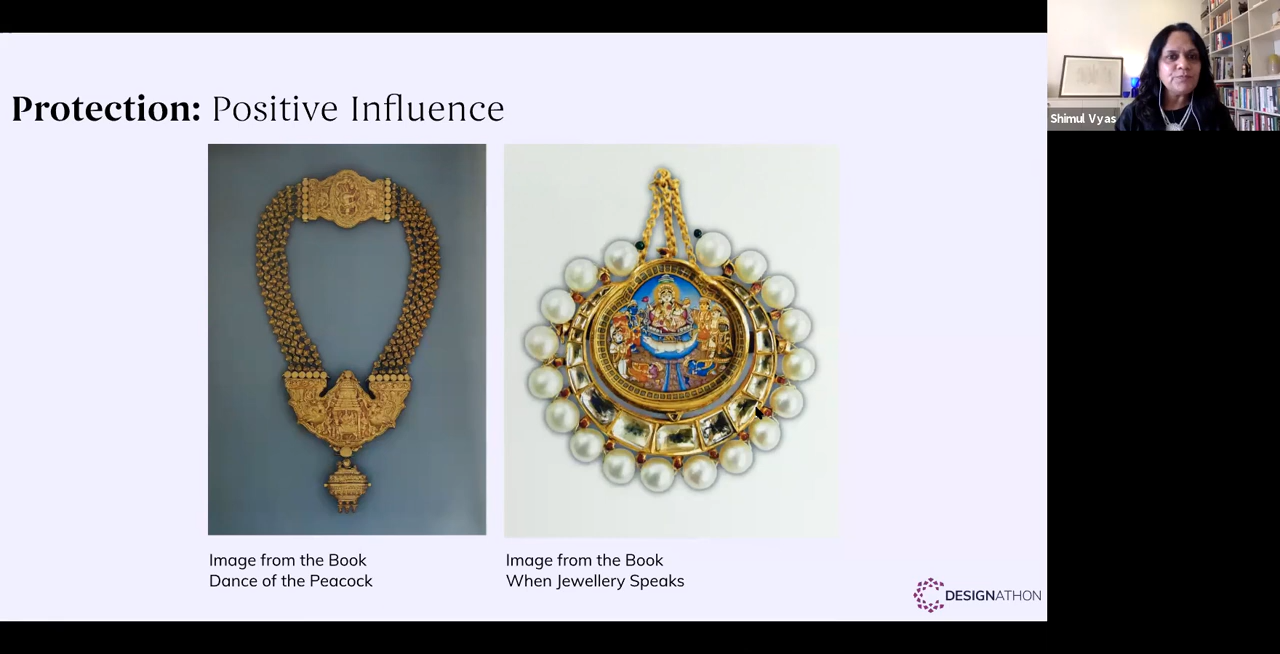 Protection: Positive Influence
Image from the Book
Dance of the Peacock
Image from the Book
When Jewellery Speaks
DESIGNATHON
Shimul Vyas